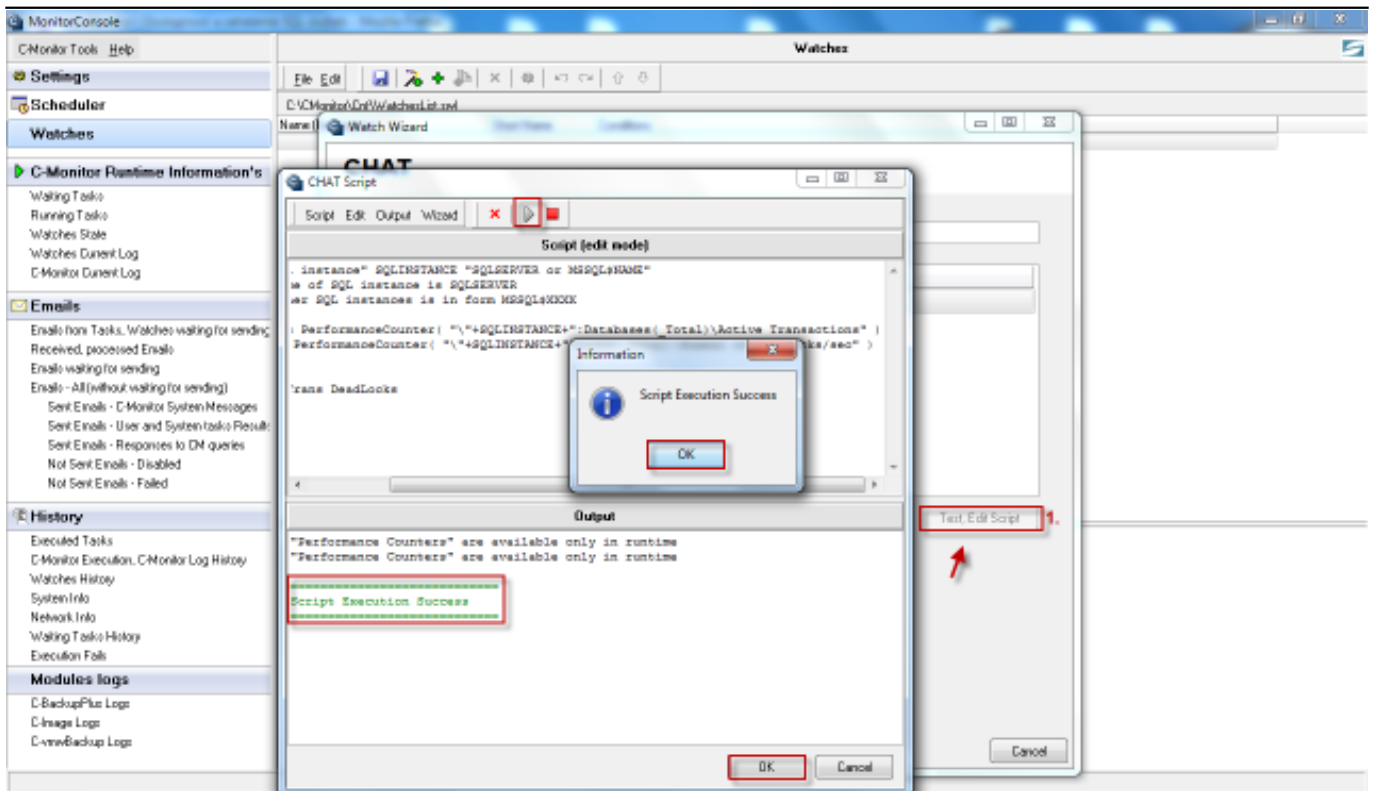 MonitorConsole
C-Monitor Tools Help
Watches
Settings
File Edit
Scheduler
C:\CMonitor\Cnf\WatchesList.xwl
Watches
Name (
Watch Wizard
Short Name Conditions
CHAT
C-Monitor Runtime Information's
Waiting Tasks
Running Tasks
Watches State
Watches Current Log
C-Monitor Current Log
Emails
Emails from Tasks, Watches waiting for sending
Received, processed Emails
Emails waiting for sending
Emails - All (without waiting for sending)
Sent Emails - C-Monitor System Messages
Sent Emails - User and System tasks Results
Sent Emails - Responses to CM queries
Not Sent Emails - Disabled
Not Sent Emails - Failed
History
Executed Tasks
C-Monitor Execution, C-Monitor Log History
Watches History
System Info
Network Info
Waiting Tasks History
Execution Fails
Modules logs
C-BackupPlus Logs
C-Image Logs
C-vmwBackup Logs
CHAT Script
Script Edit Output Wizard
Script (edit mode)
. instance" SQLINSTANCE "SQLSERVER or MSSQL$NAME"
e of SQL instance is SQLSERVER
er SQL instances is in form MSSQL$XXXX
PerformanceCounter( "\"+SQLINSTANCE+":Databases(_Total)\Active Transactions" )
PerformanceCounter( "\"+SQLINSTANCE+" ks/sec" )
rans DeadLocks
Information
Script Execution Success
OK
Output
"Performance Counters" are available only in runtime
"Performance Counters" are available only in runtime
==============================
Script Execution Success
==============================
Test, Edit Script 1.
OK Cancel
Cancel